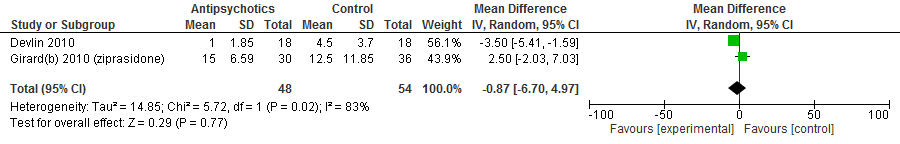 Antipsychotics Control Mean Difference Mean Difference
Study or Subgroup Mean SD Total Mean SD Total Weight IV, Random, 95% CI IV, Random, 95% CI
Devlin 2010 1 1.85 18 4.5 3.7 18 56.1% -3.50 [-5.41, -1.59]
Girard(b) 2010 (ziprasidone) 15 6.59 30 12.5 11.85 36 43.9% 2.50 [-2.03, 7.03]
Total (95% CI) 48 54 100.0% -0.87 [-6.70, 4.97]
Heterogeneity: Tau² = 14.85; Chi² = 5.72, df = 1 (P = 0.02); I² = 83%
Test for overall effect: Z = 0.29 (P = 0.77)
-100 -50 0 50 100
Favours [experimental] Favours [control]